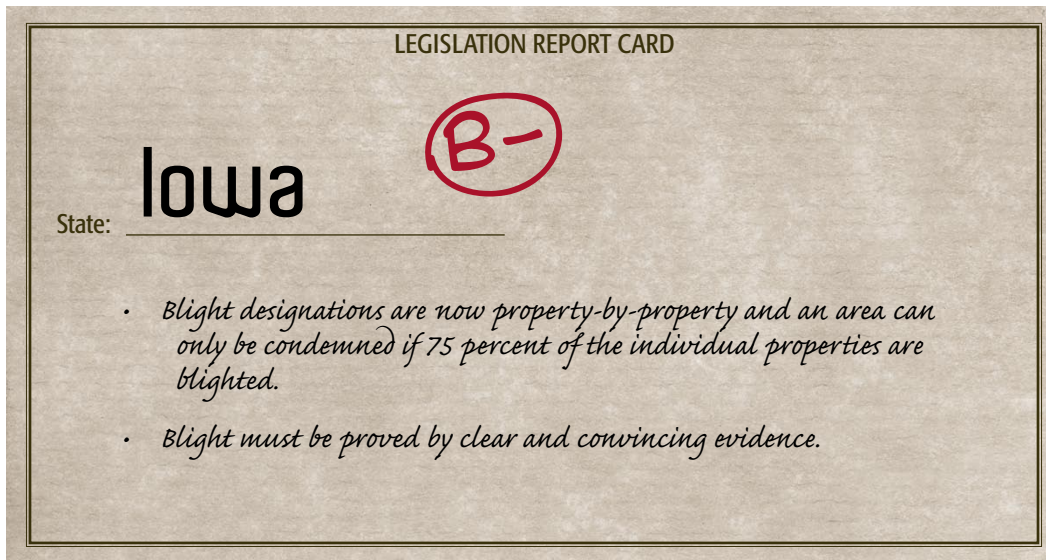 LEGISLATION REPORT CARD
B-
Iowa
State:
• Blight designations are now property-by-property and an area can
only be condemned if 75 percent of the individual properties are
blighted.
• Blight must be proved by clear and convincing evidence.